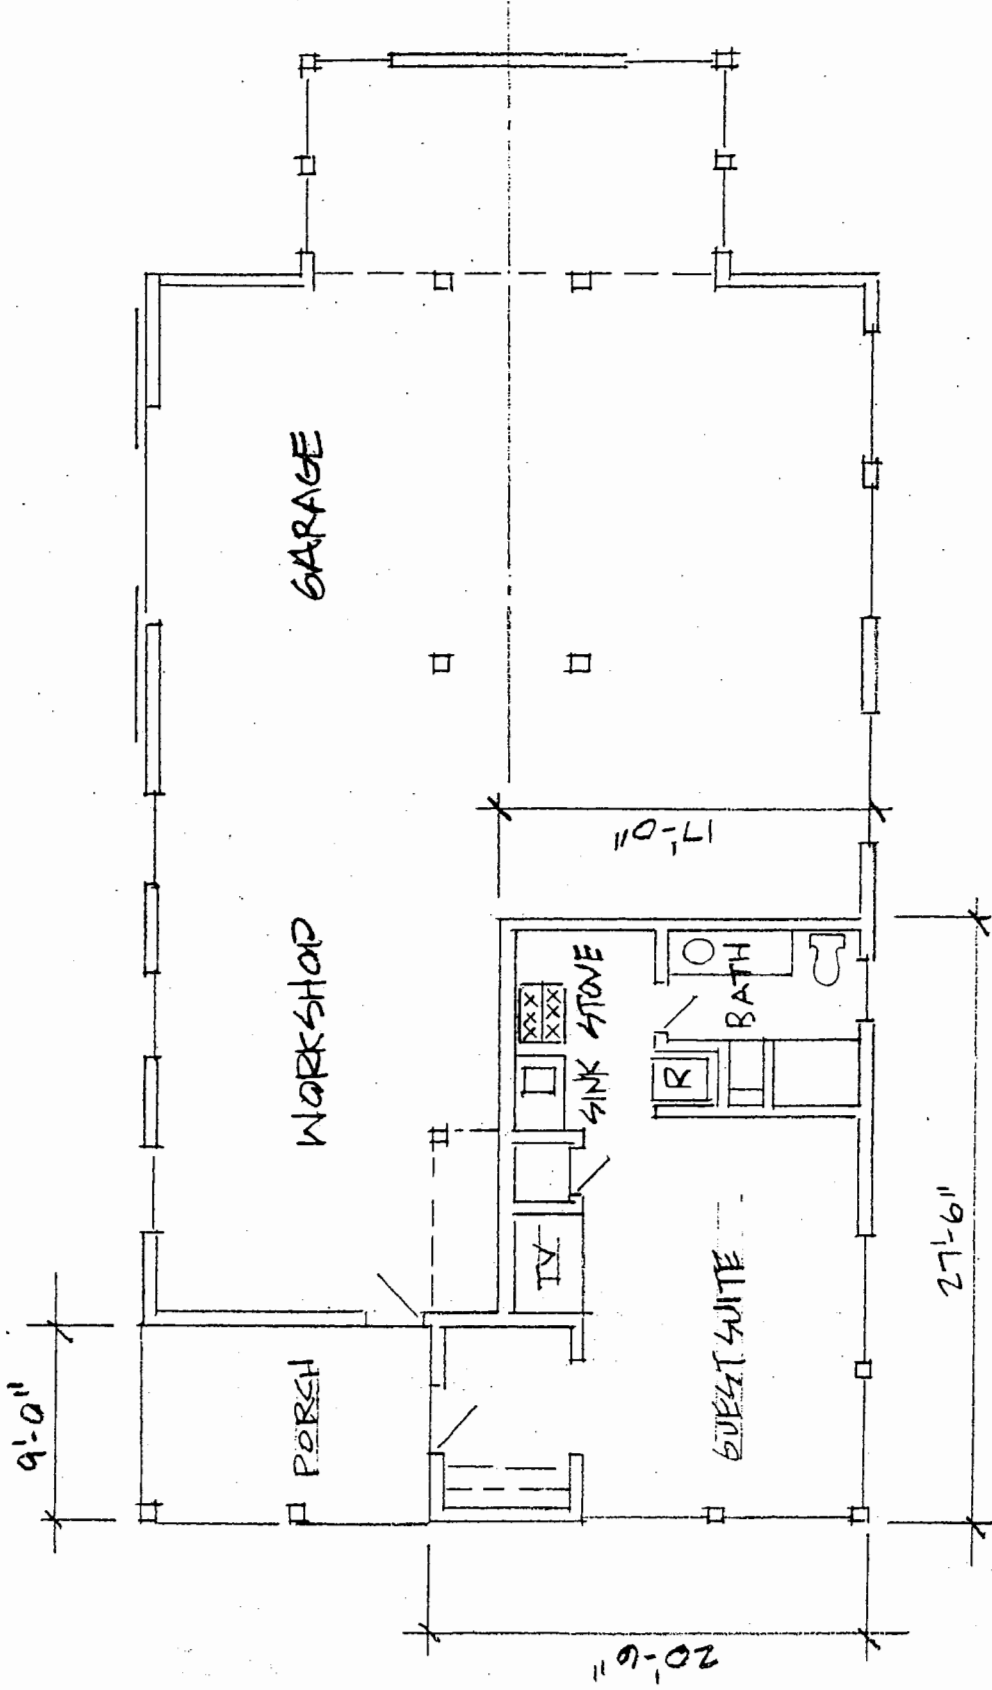 GARAGE
WORKSHOP
PORCH
GUEST SUITE
TV
SINK STOVE
R
BATH
9'-0"
17'-0"
27'-6"
20'-6"